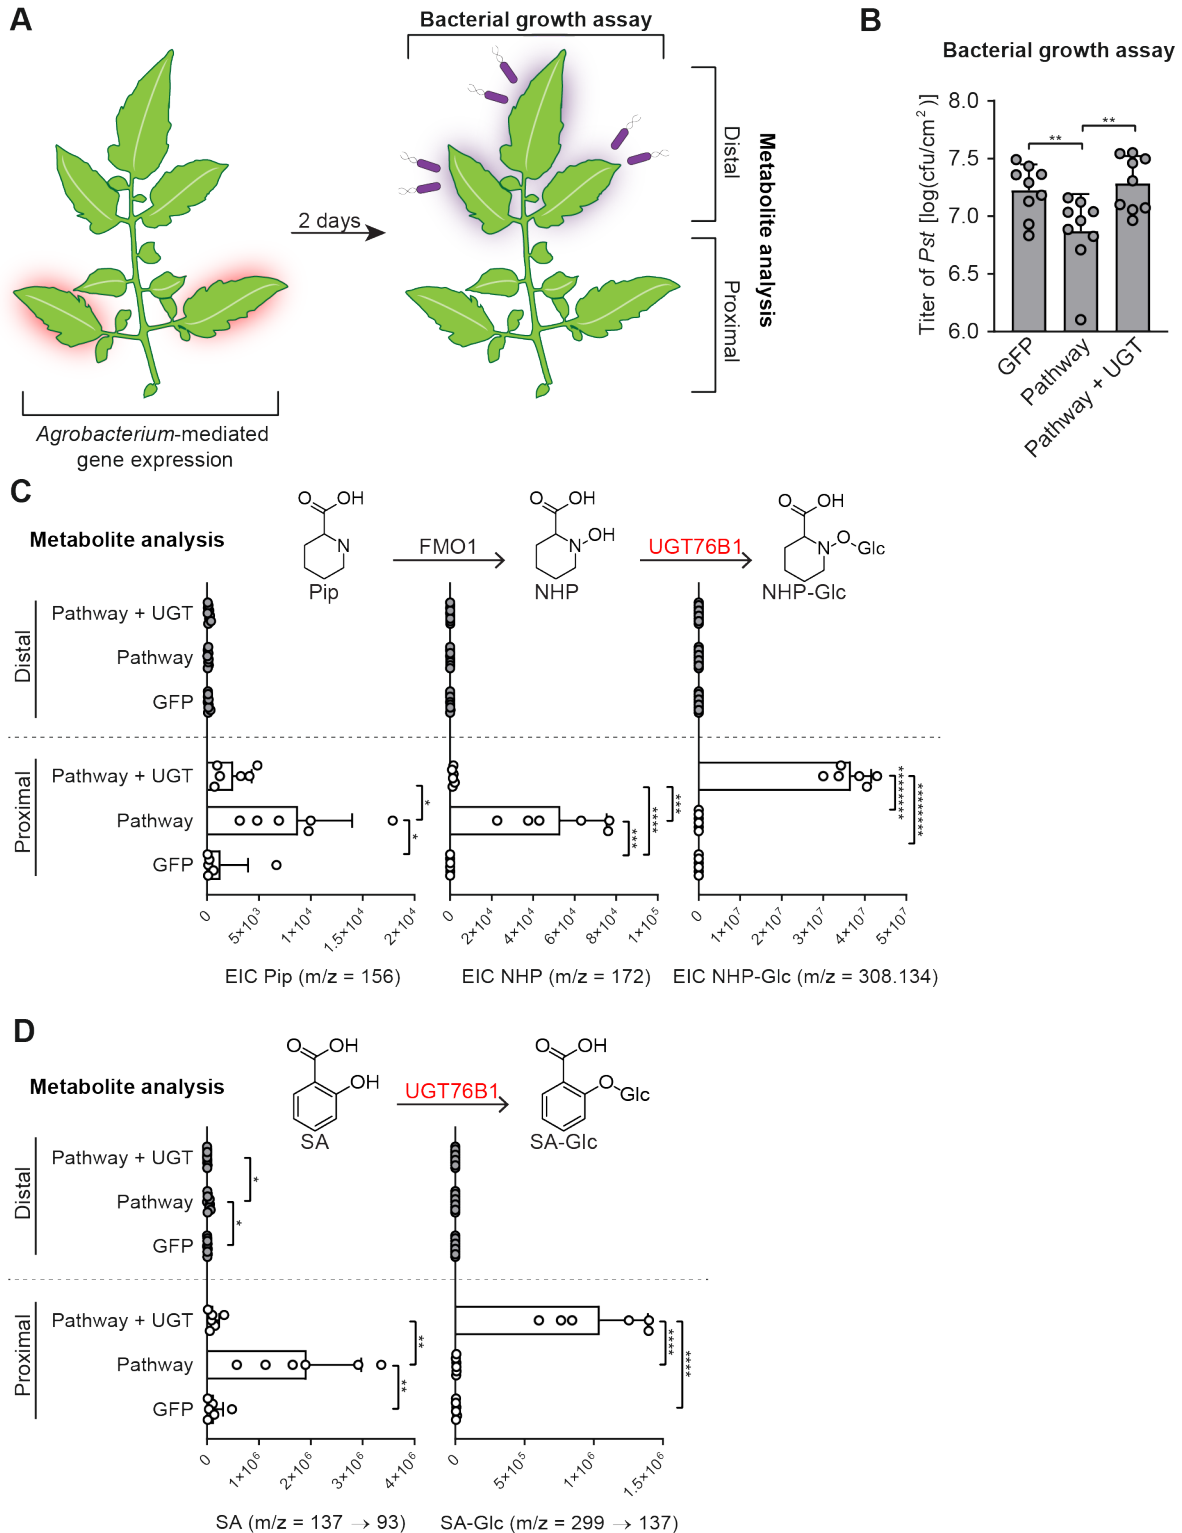 A
Bacterial growth assay
Distal
Metabolite analysis
Proximal
2 days
Agrobacterium-mediated
gene expression
B
Bacterial growth assay
Titer of Pst [log(cfu/cm²)]
8.0
7.5
7.0
6.5
6.0
**
**
GFP
Pathway
Pathway + UGT
C
Metabolite analysis
O
OH
N
Pip
FMO1
O
OH
N
OH
NHP
UGT76B1
O
OH
N
O
Glc
NHP-Glc
Distal
Pathway + UGT
Pathway
GFP
Proximal
Pathway + UGT
Pathway
GFP
*
*
***
****
***
********
********
0
5×10³
1×10⁴
1.5×10⁴
2×10⁴
0
2×10⁴
4×10⁴
6×10⁴
8×10⁴
1×10⁵
0
1×10⁷
2×10⁷
3×10⁷
4×10⁷
5×10⁷
EIC Pip (m/z = 156)
EIC NHP (m/z = 172)
EIC NHP-Glc (m/z = 308.134)
D
Metabolite analysis
O
OH
OH
SA
UGT76B1
O
OH
O
Glc
SA-Glc
Distal
Pathway + UGT
Pathway
GFP
*
*
Proximal
Pathway + UGT
Pathway
GFP
**
**
****
****
0
1×10⁶
2×10⁶
3×10⁶
4×10⁶
0
5×10⁵
1×10⁶
1.5×10⁶
SA (m/z = 137 → 93)
SA-Glc (m/z = 299 → 137)